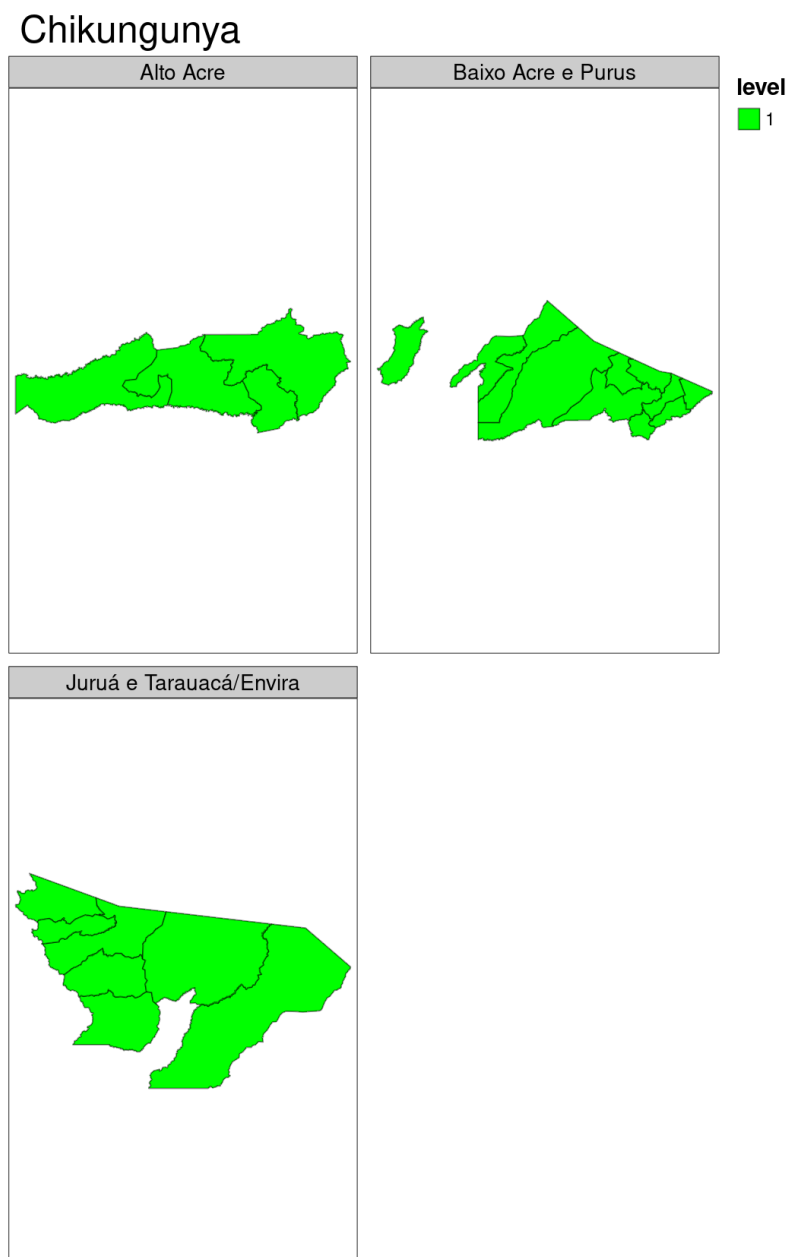 Chikungunya
Alto Acre
Baixo Acre e Purus
level
1
Juruá e Tarauacá/Envira